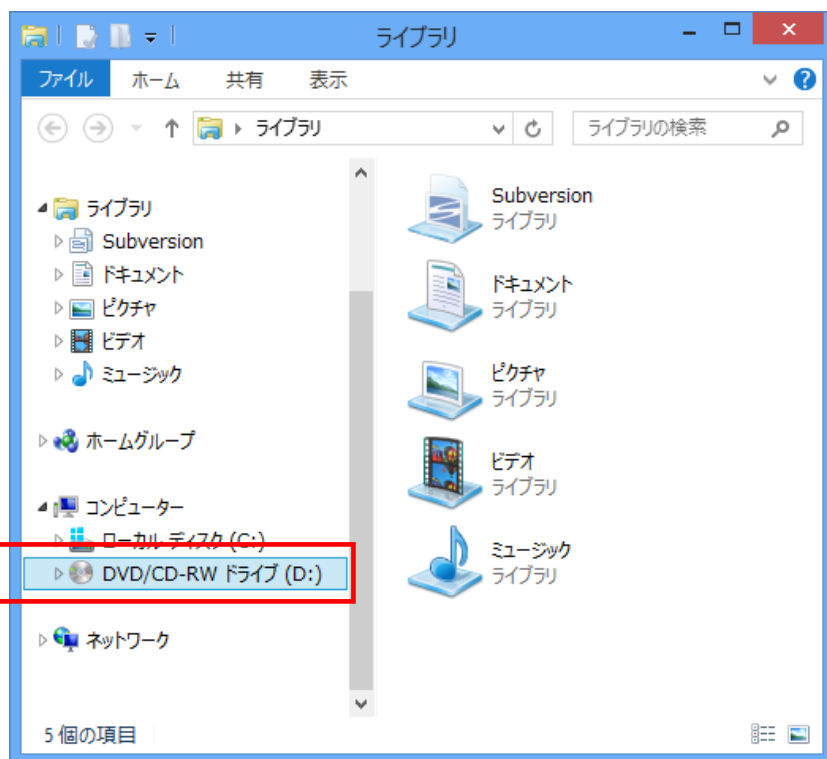 ライブラリ
ファイル ホーム 共有 表示
ライブラリ ライブラリの検索
ライブラリ
Subversion
ドキュメント
ピクチャ
ビデオ
ミュージック
ホームグループ
コンピューター
ローカル ディスク (C:)
DVD/CD-RW ドライブ (D:)
ネットワーク
Subversion
ライブラリ
ドキュメント
ライブラリ
ピクチャ
ライブラリ
ビデオ
ライブラリ
ミュージック
ライブラリ
5 個の項目